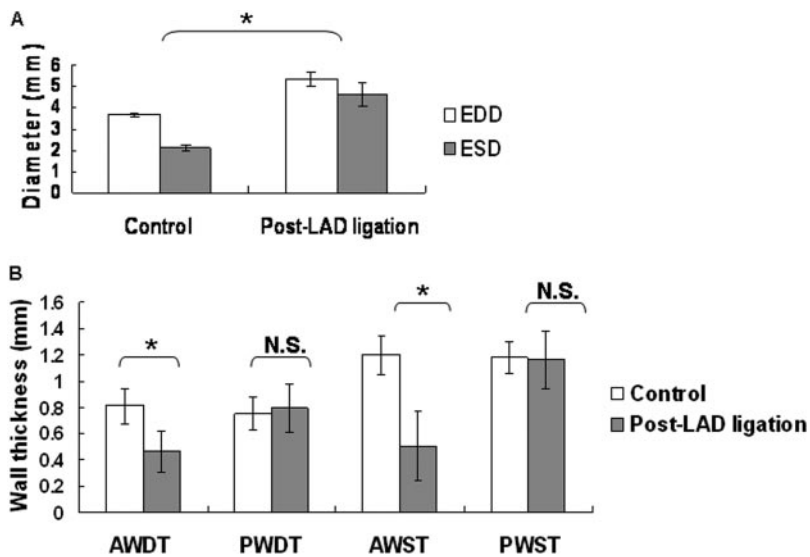 A
*
Diameter (mm)
6
5
4
3
2
1
2
0
Control
Post-LAD ligation
EDD
ESD
B
Wall thickness (mm)
1.6
1.4
1.2
1
0.8
0.6
0.4
0.2
0
*
N.S.
*
N.S.
AWDT
PWDT
AWST
PWST
Control
Post-LAD ligation